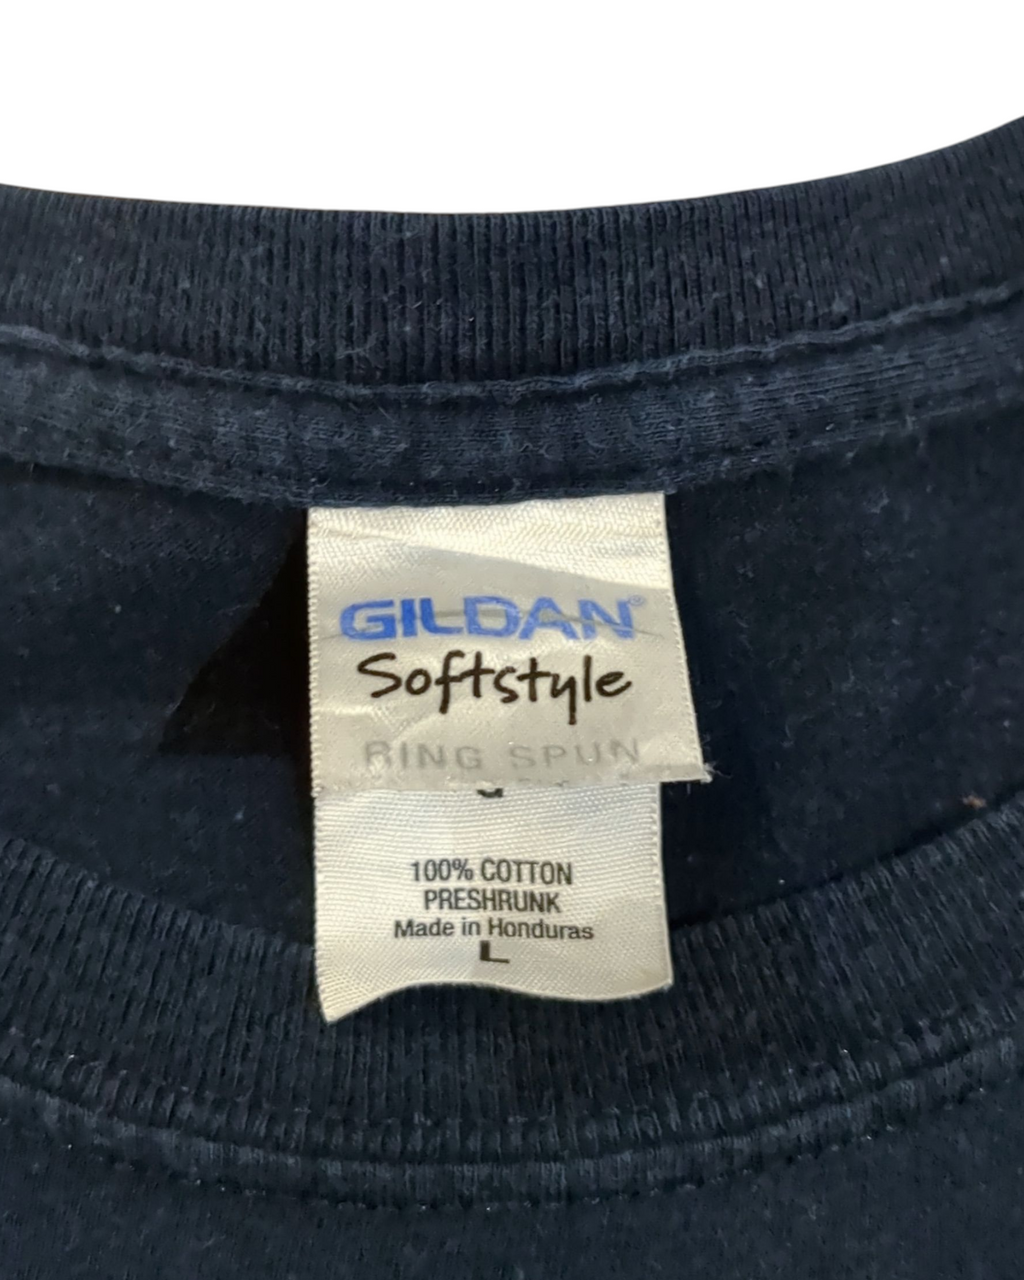 GILDAN®
Softstyle
RING SPUN
100% COTTON
PRESHRUNK
Made in Honduras
L